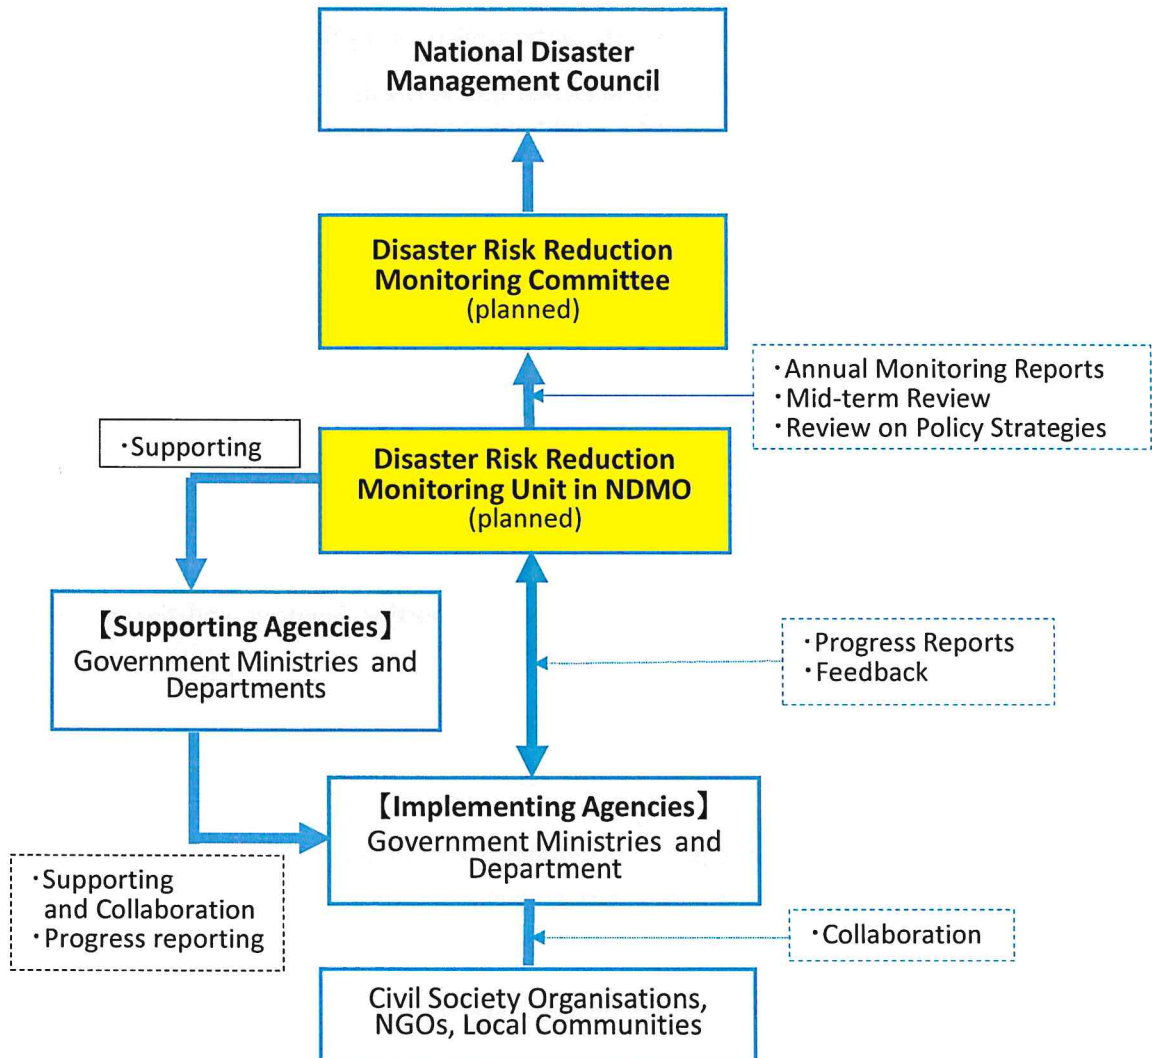 National Disaster
Management Council
Disaster Risk Reduction
Monitoring Committee
(planned)
・Annual Monitoring Reports
・Mid-term Review
・Review on Policy Strategies
・Supporting
Disaster Risk Reduction
Monitoring Unit in NDMO
(planned)
【Supporting Agencies】
Government Ministries and
Departments
・Progress Reports
・Feedback
【Implementing Agencies】
Government Ministries and
Department
・Supporting
and Collaboration
・Progress reporting
・Collaboration
Civil Society Organisations,
NGOs, Local Communities